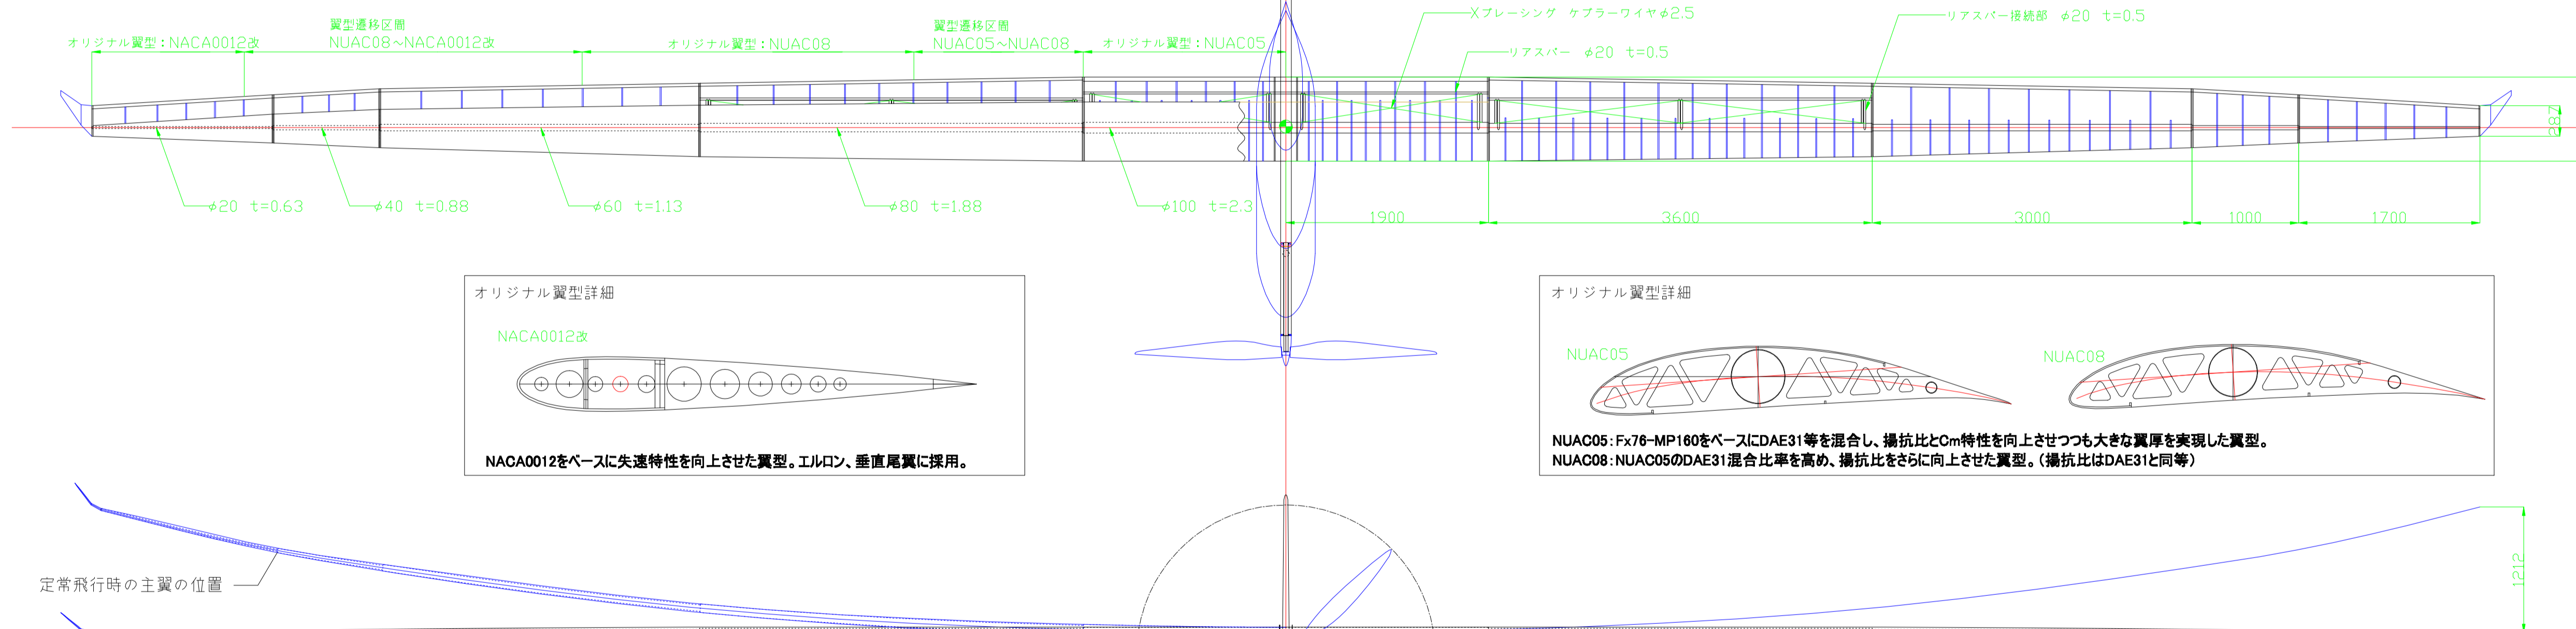 オリジナル翼型：NACA0012改
翼型遷移区間
NUAC08～NACA0012改
オリジナル翼型：NUAC08
翼型遷移区間
NUAC05～NUAC08
オリジナル翼型：NUAC05
Xブレーシング ケブラーワイヤφ2.5
リアスパー φ20 t=0.5
リアスパー接続部 φ20 t=0.5
287
φ20 t=0.63
φ40 t=0.88
φ60 t=1.13
φ80 t=1.88
φ100 t=2.3
1900
3600
3000
1000
1700
オリジナル翼型詳細
NACA0012改
NACA0012をベースに失速特性を向上させた翼型。エルロン、垂直尾翼に採用。
オリジナル翼型詳細
NUAC05
NUAC08
NUAC05：Fx76-MP160をベースにDAE31等を混合し、揚抗比とCm特性を向上させつつも大きな翼厚を実現した翼型。
NUAC08：NUAC05のDAE31混合比率を高め、揚抗比をさらに向上させた翼型。（揚抗比はDAE31と同等）
定常飛行時の主翼の位置
1212